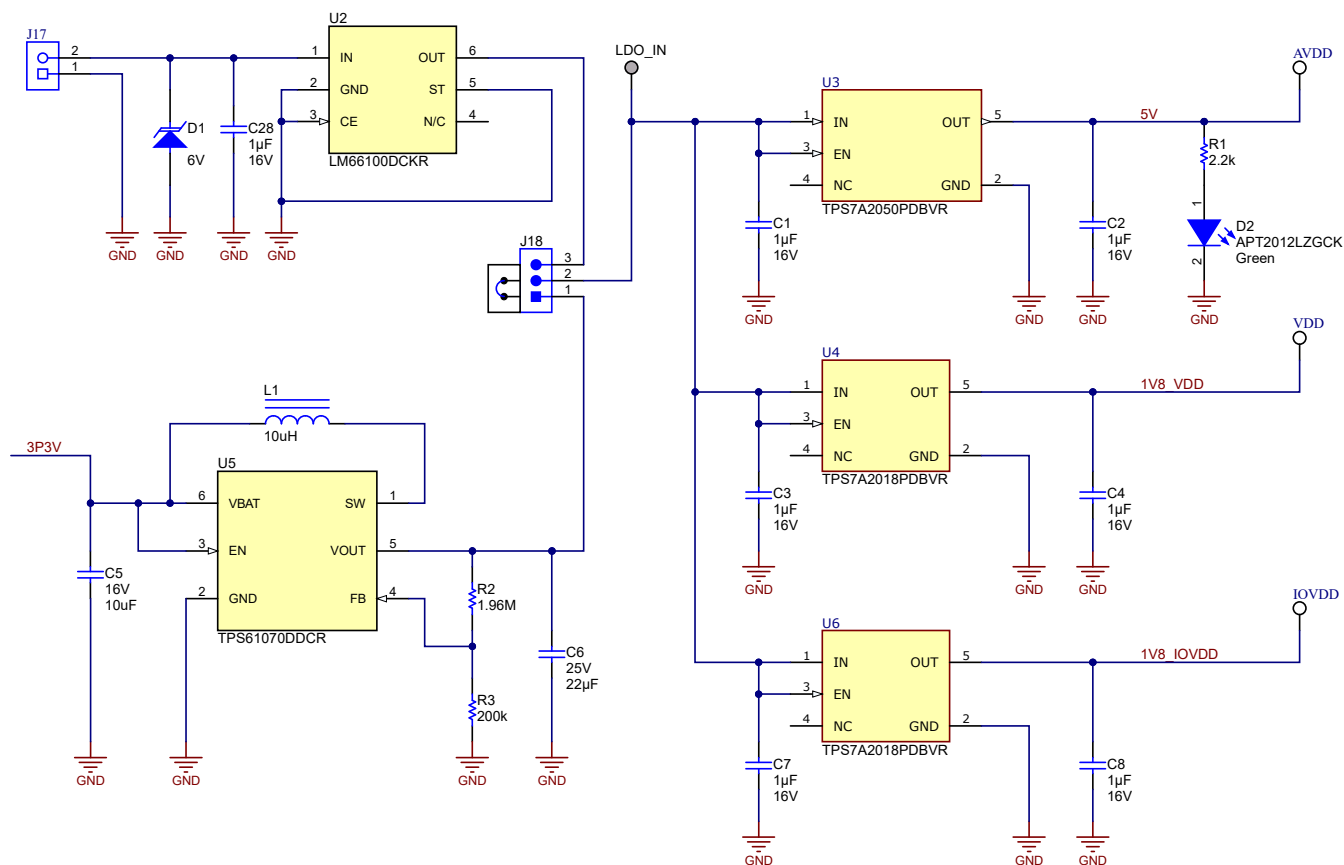 J17
2
1
GND
D1
6V
GND
C28
1µF
16V
GND
U2
1
IN
OUT
6
2
GND
ST
5
3
CE
N/C
4
LM66100DCKR
GND
J18
3
2
1
LDO_IN
L1
10uH
3P3V
U5
6
VBAT
SW
1
3
EN
VOUT
5
2
GND
FB
4
TPS61070DDCR
C5
16V
10uF
GND
GND
R2
1.96M
R3
200k
GND
C6
25V
22µF
GND
U3
1
IN
OUT
5
3
EN
4
NC
GND
2
TPS7A2050PDBVR
C1
1µF
16V
GND
GND
C2
1µF
16V
GND
5V
AVDD
R1
2.2k
1
D2
APT2012LZGCK
Green
2
GND
U4
1
IN
OUT
5
3
EN
4
NC
GND
2
TPS7A2018PDBVR
C3
1µF
16V
GND
GND
C4
1µF
16V
GND
1V8_VDD
VDD
U6
1
IN
OUT
5
3
EN
4
NC
GND
2
TPS7A2018PDBVR
C7
1µF
16V
GND
GND
C8
1µF
16V
GND
1V8_IOVDD
IOVDD